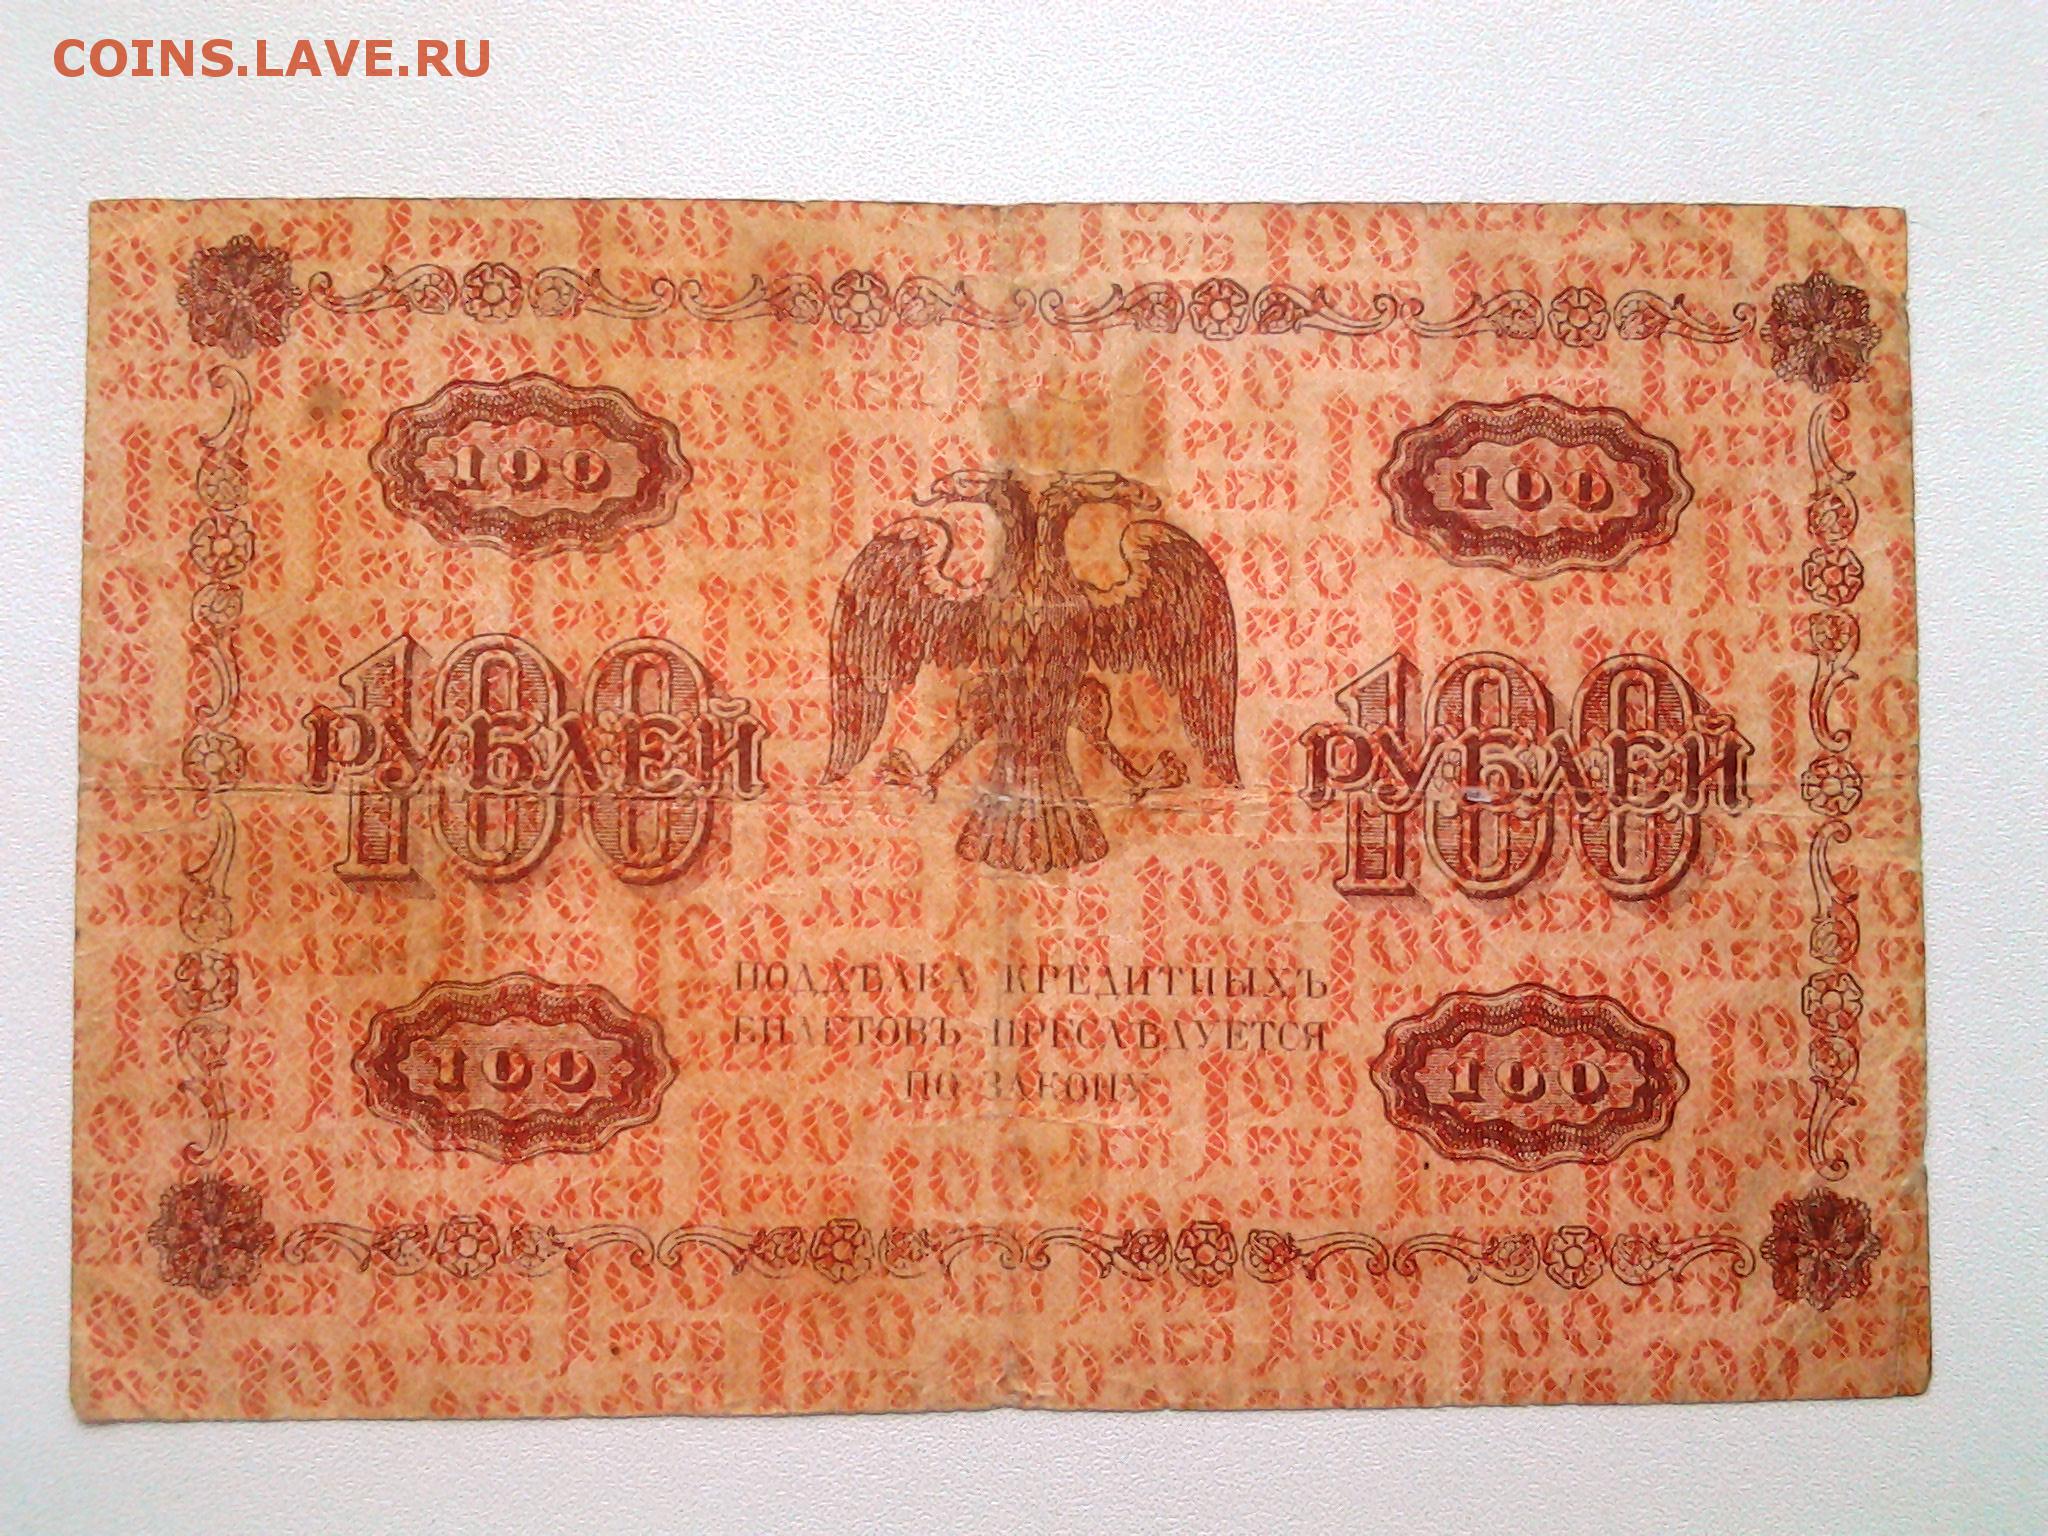 COINS.LAVE.RU
100 100
100 РУБЛЕЙ 100 РУБЛЕЙ
ПОДДѢЛКА КРЕДИТНЫХЪ
БИЛЕТОВЪ ПРЕСЛѢДУЕТСЯ
ПО ЗАКОНУ
100 100